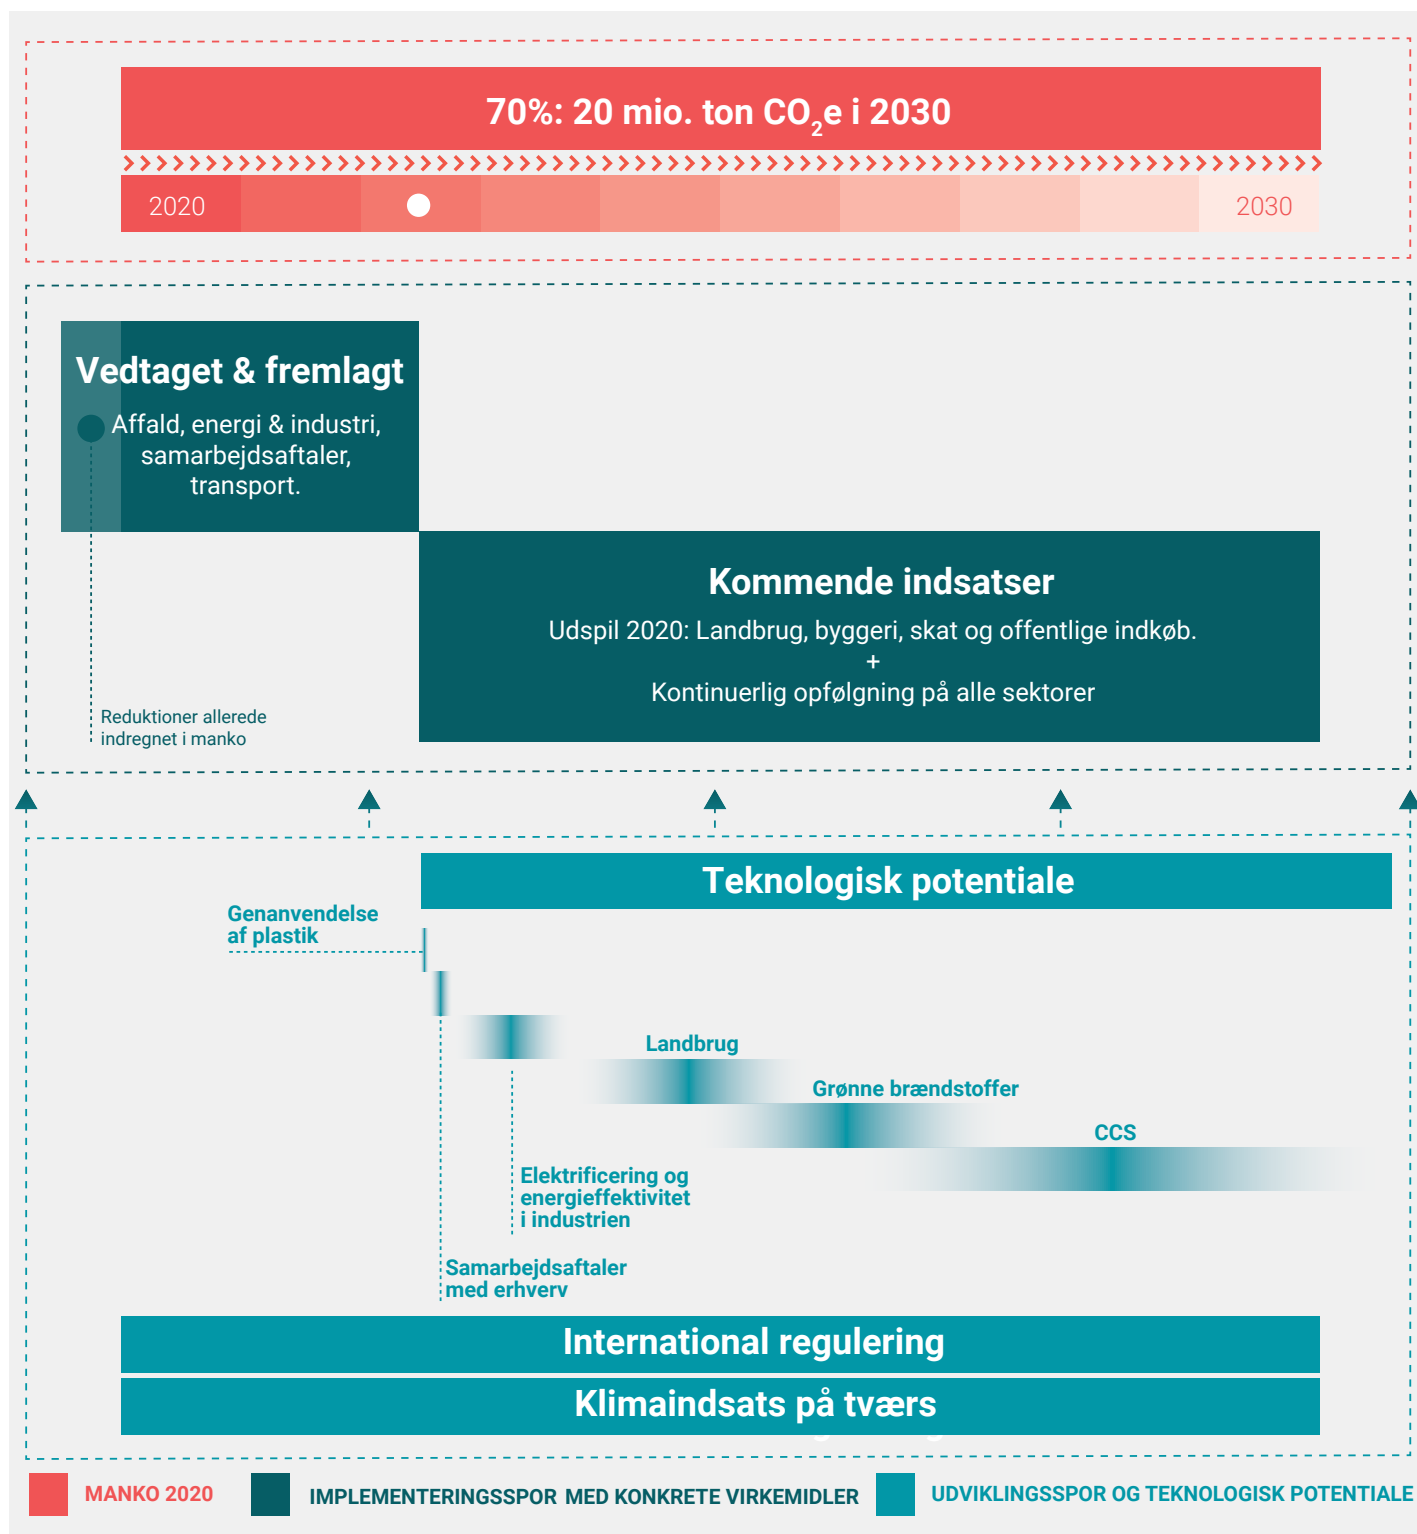 70%: 20 mio. ton CO₂e i 2030
2020
2030
Vedtaget & fremlagt
Affald, energi & industri,
samarbejdsaftaler,
transport.
Kommende indsatser
Udspil 2020: Landbrug, byggeri, skat og offentlige indkøb.
+
Kontinuerlig opfølgning på alle sektorer
Reduktioner allerede
indregnet i manko
Teknologisk potentiale
Genanvendelse
af plastik
Landbrug
Grønne brændstoffer
CCS
Elektrificering og
energieffektivitet
i industrien
Samarbejdsaftaler
med erhverv
International regulering
Klimaindsats på tværs
MANKO 2020
IMPLEMENTERINGSSPOR MED KONKRETE VIRKEMIDLER
UDVIKLINGSSPOR OG TEKNOLOGISK POTENTIALE